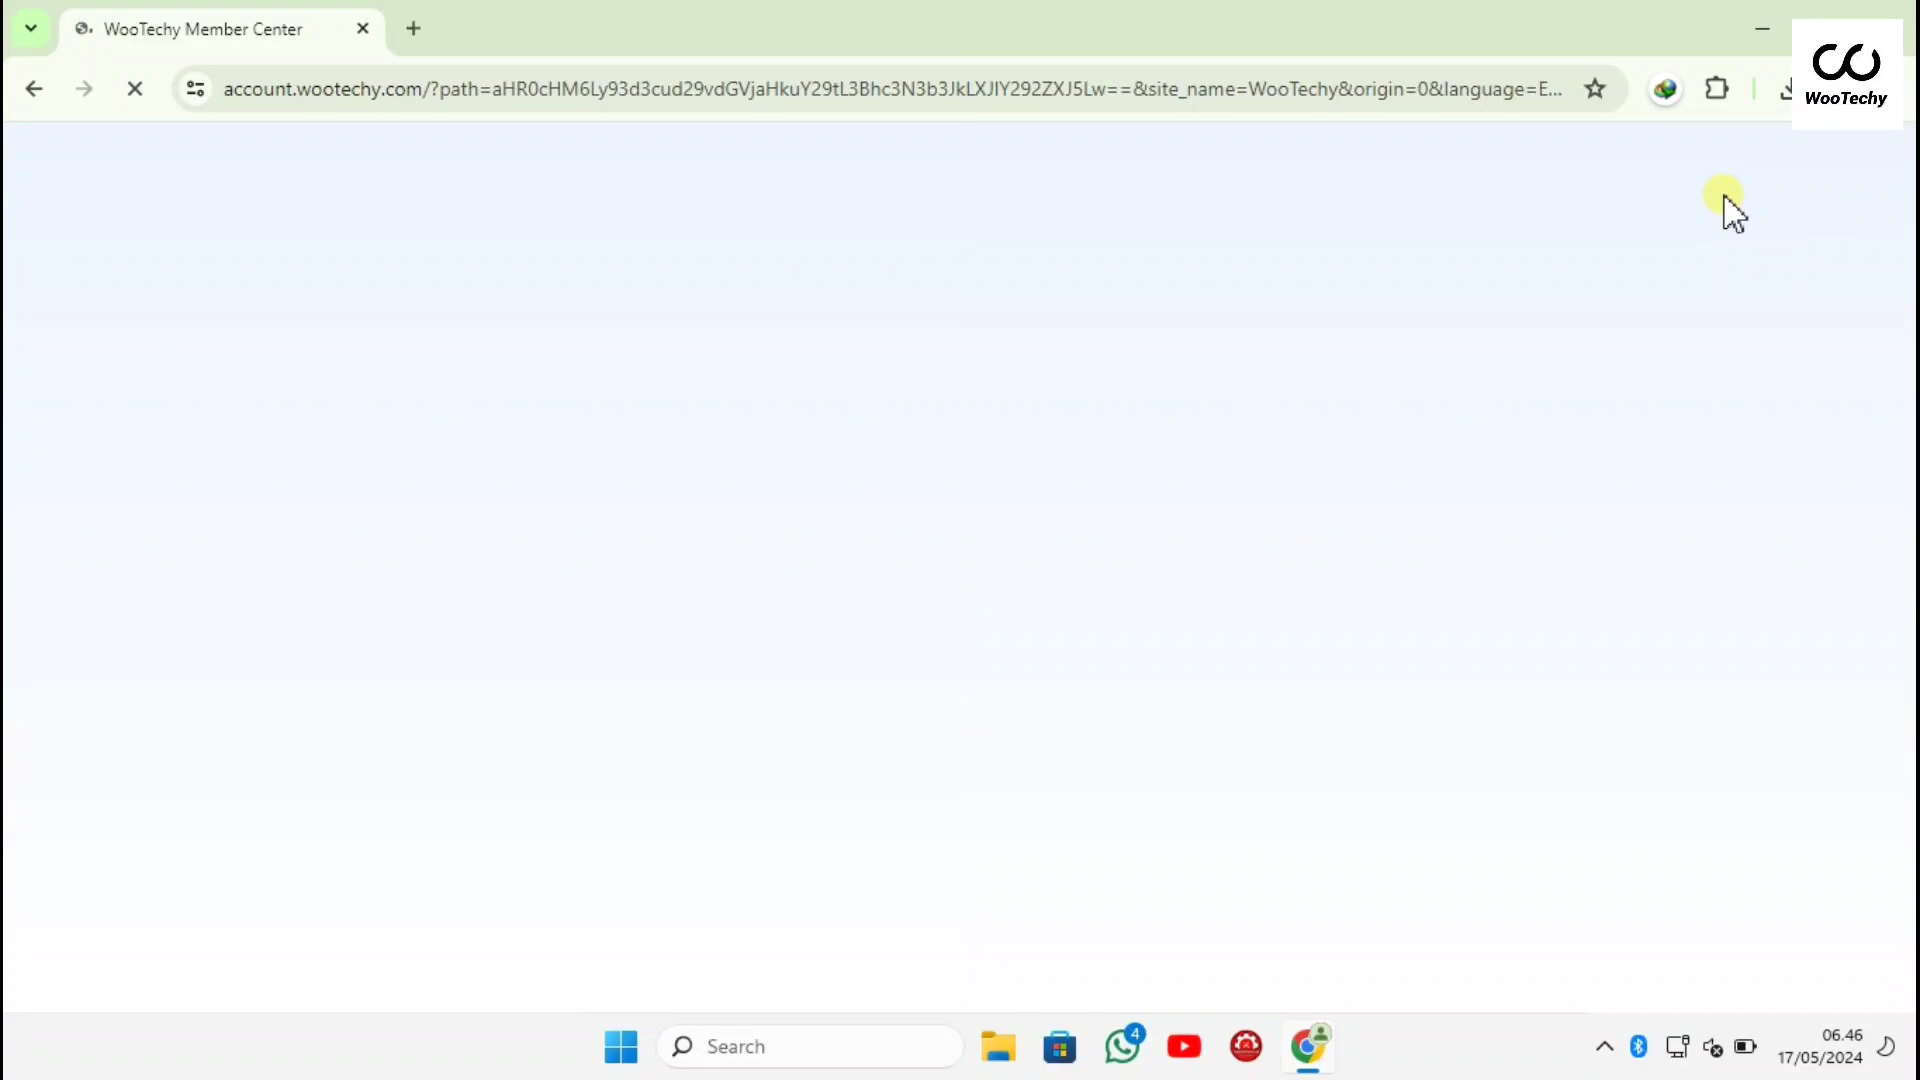 WooTechy Member Center
account.wootechy.com/?path=aHR0cHM6Ly93d3cud29vdGVjaHkuY29tL3Bhc3N3b3JkLXJlY292ZXJ5Lw==&site_name=WooTechy&origin=0&language=E...
WooTechy
Search
4
06.46
17/05/2024